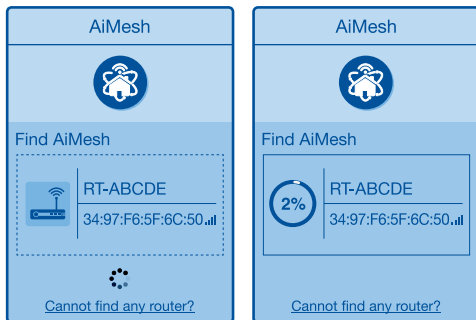 AiMesh
Find AiMesh
RT-ABCDE
34:97:F6:5F:6C:50
Cannot find any router?
AiMesh
Find AiMesh
2%
RT-ABCDE
34:97:F6:5F:6C:50
Cannot find any router?